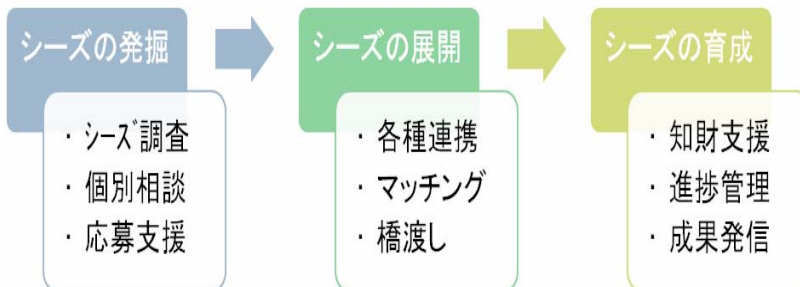 シーズの発掘
・シーズ調査
・個別相談
・応募支援
シーズの展開
・各種連携
・マッチング
・橋渡し
シーズの育成
・知財支援
・進捗管理
・成果発信